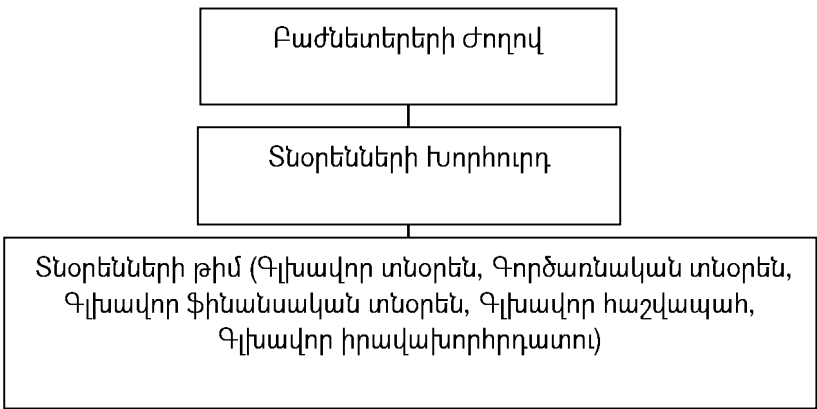 Բաժնետերերի Ժողով
Տնօրենների Խորհուրդ
Տնօրենների թիմ (Գլխավոր տնօրեն, Գործառնական տնօրեն,
Գլխավոր ֆինանսական տնօրեն, Գլխավոր հաշվապահ,
Գլխավոր իրավախորհրդատու)